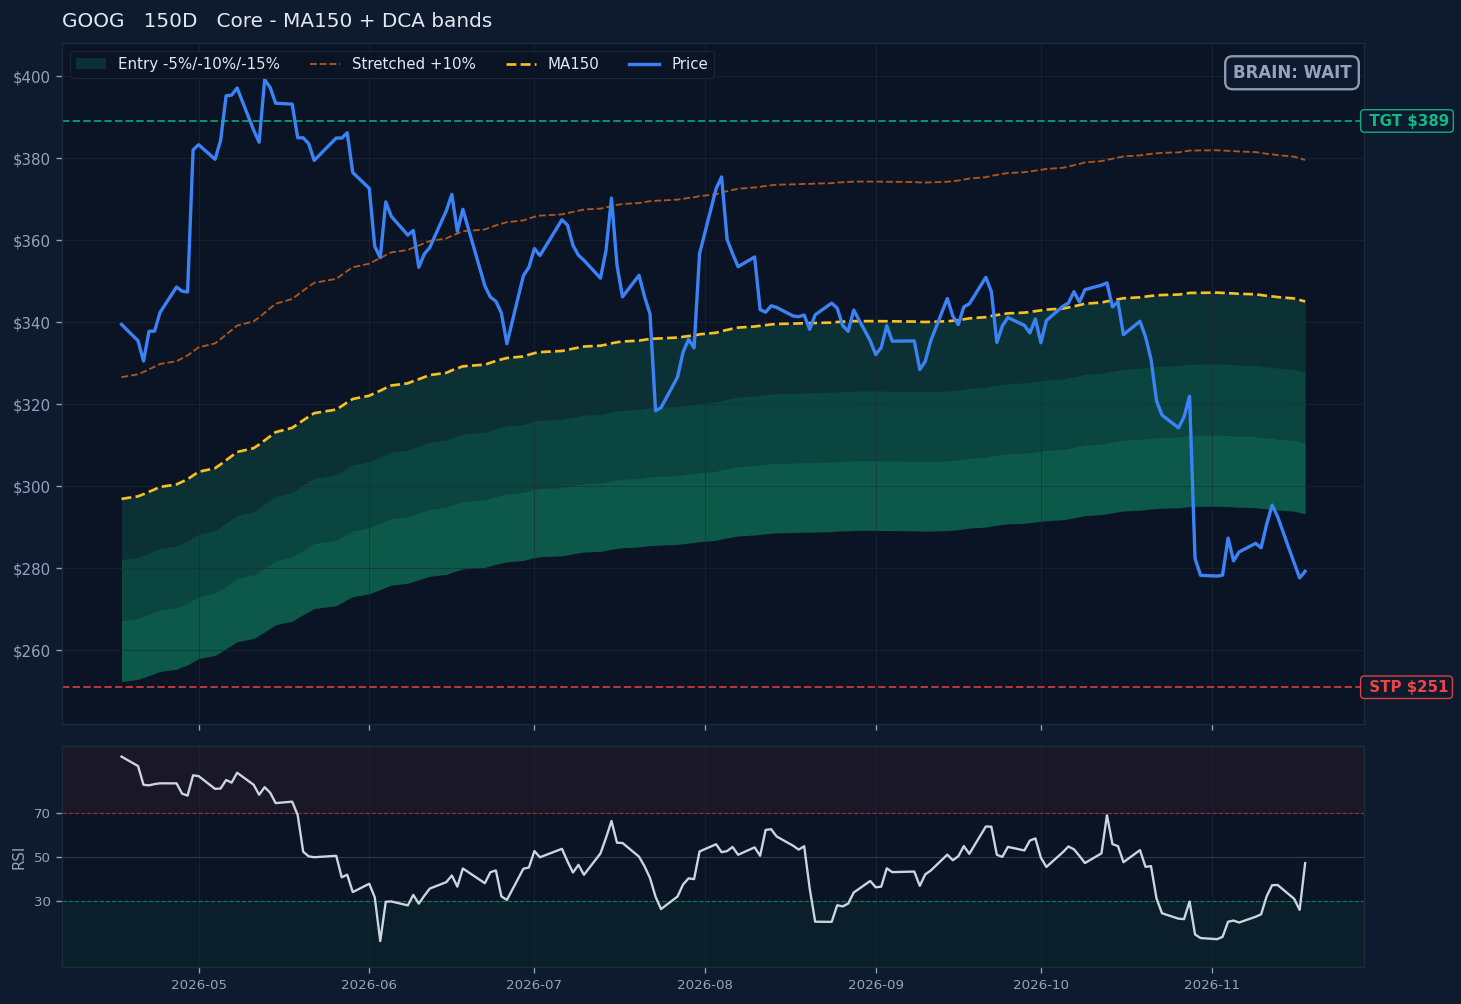 GOOG   150D   Core - MA150 + DCA bands
Entry -5%/-10%/-15%
Stretched +10%
MA150
Price
BRAIN: WAIT
$400
$380
$360
$340
$320
$300
$280
$260
TGT $389
STP $251
RSI
70
50
30
2026-05
2026-06
2026-07
2026-08
2026-09
2026-10
2026-11